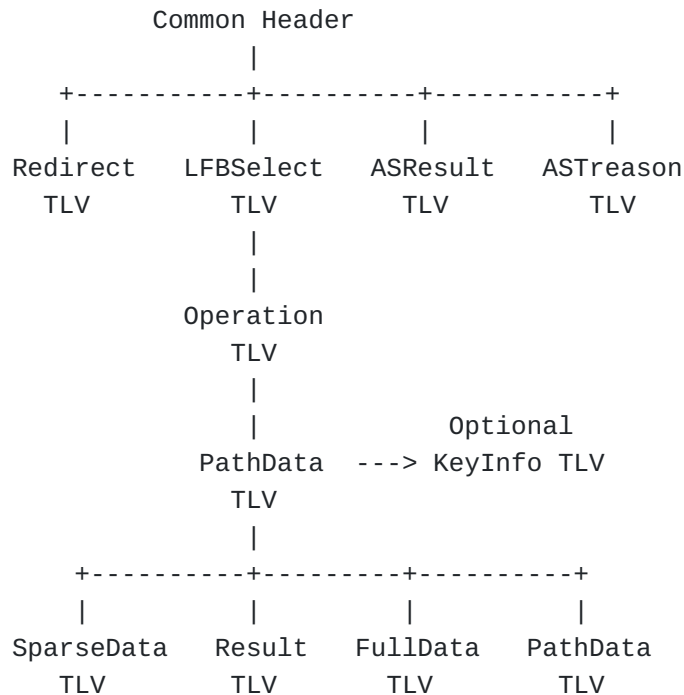 Common Header
|
+-----------+----------+-----------+
| | | |
Redirect LFBSelect ASResult ASTreason
TLV TLV TLV TLV
|
|
Operation
TLV
|
| Optional
PathData ---> KeyInfo TLV
TLV
|
+----------+---------+----------+
| | | |
SparseData Result FullData PathData
TLV TLV TLV TLV